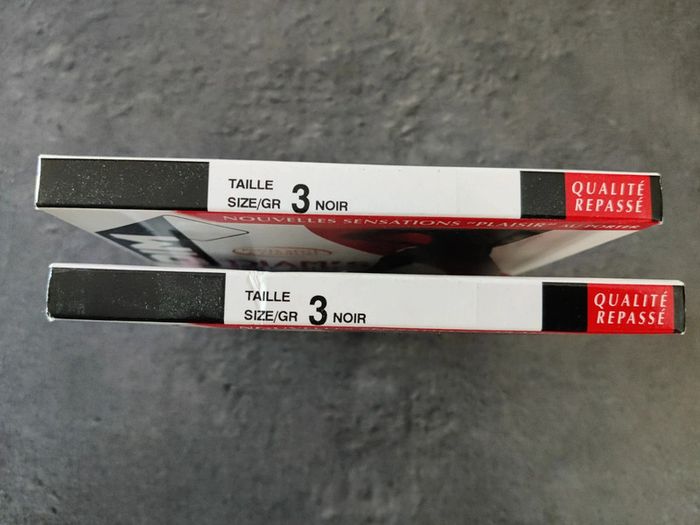 TAILLE
SIZE/GR 3 NOIR
QUALITÉ
REPASSÉ
NOUVELLES SENSATIONS "PLAISIR" AU PORTER
TAILLE
SIZE/GR 3 NOIR
QUALITÉ
REPASSÉ